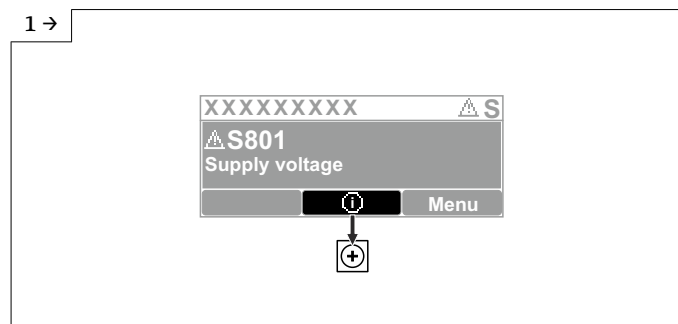 1 →
XXXXXXXXX ⚠ S
⚠S801
Supply voltage
ⓘ Menu
⊕